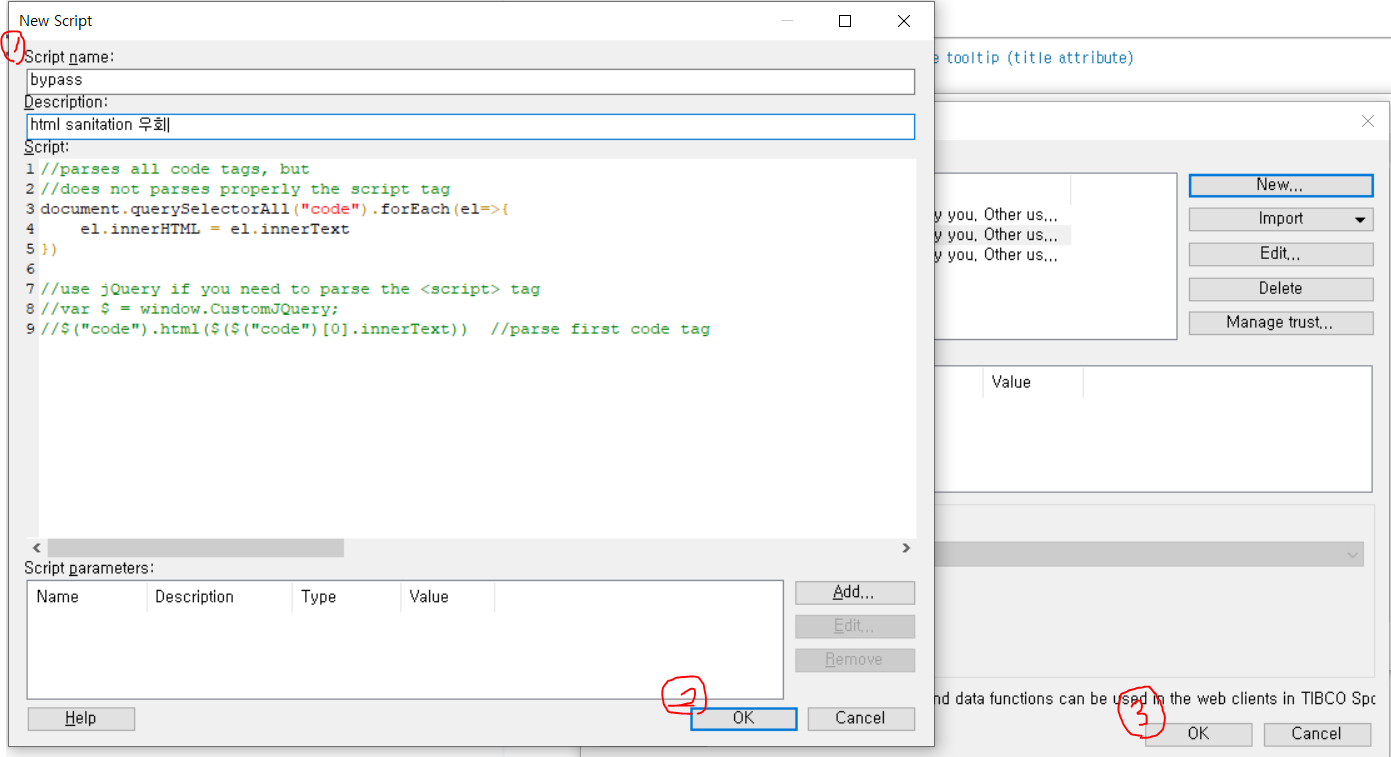 New Script
1
Script name:
bypass
Description:
html sanitation 우회
Script:
1 //parses all code tags, but
2 //does not parses properly the script tag
3 document.querySelectorAll("code").forEach(el=>{
4     el.innerHTML = el.innerText
5 })
6
7 //use jQuery if you need to parse the <script> tag
8 //var $ = window.CustomJQuery;
9 //$("code").html($($("code")[0].innerText))  //parse first code tag
Script parameters:
Name Description Type Value
Add...
Edit...
Remove
2
Help OK Cancel
e tooltip (title attribute)
New...
y you, Other us... Import
y you, Other us...
y you, Other us... Edit...
Delete
Manage trust...
Value
nd data functions can be used in the web clients in TIBCO Spo
3
OK Cancel